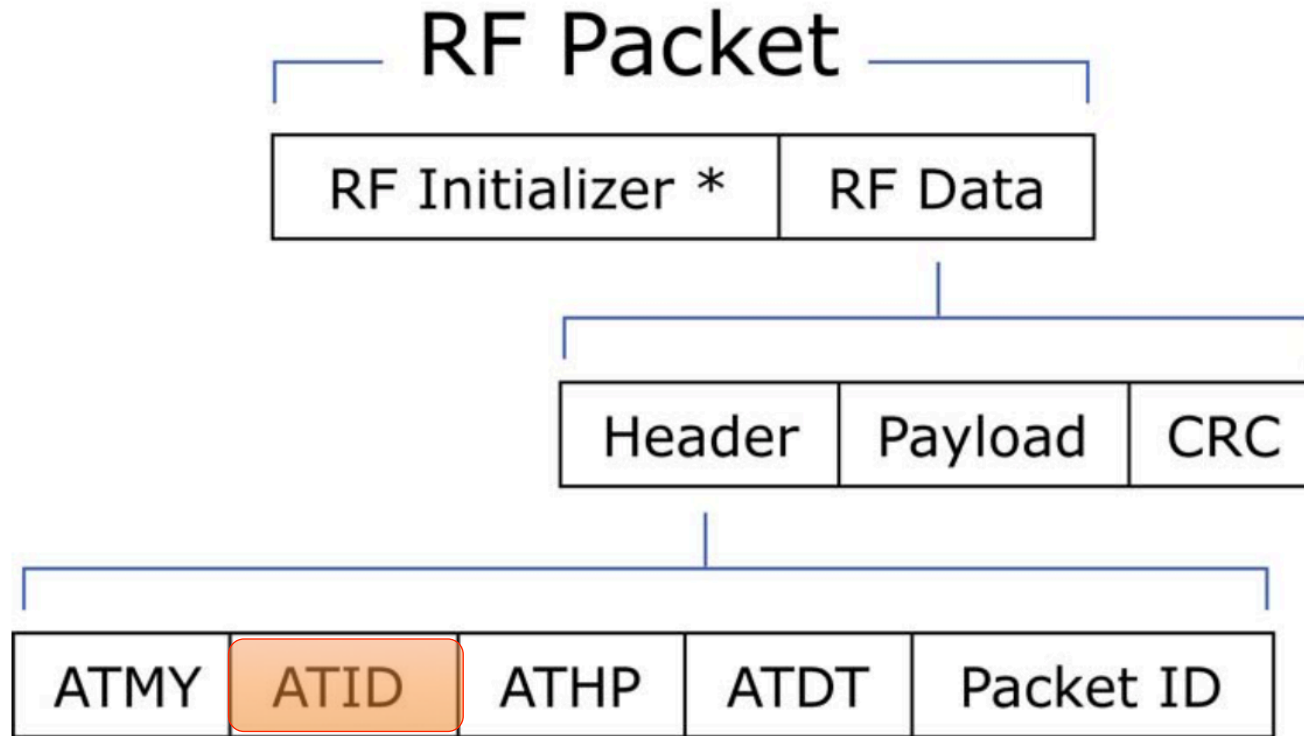 RF Packet
RF Initializer * RF Data
Header Payload CRC
ATMY ATID ATHP ATDT Packet ID